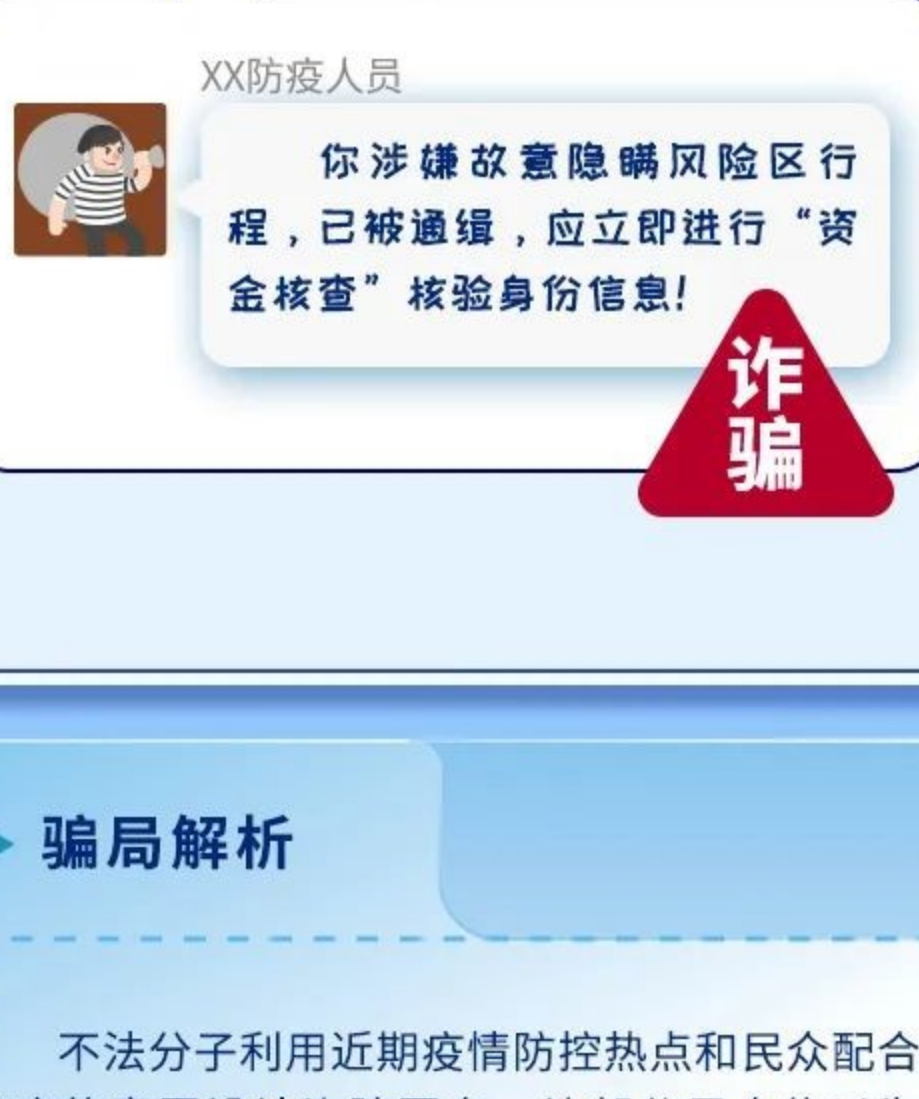 XX防疫人员
你涉嫌故意隐瞒风险区行
程，已被通缉，应立即进行“资
金核查”核验身份信息！
诈
骗
骗局解析
不法分子利用近期疫情防控热点和民众配合